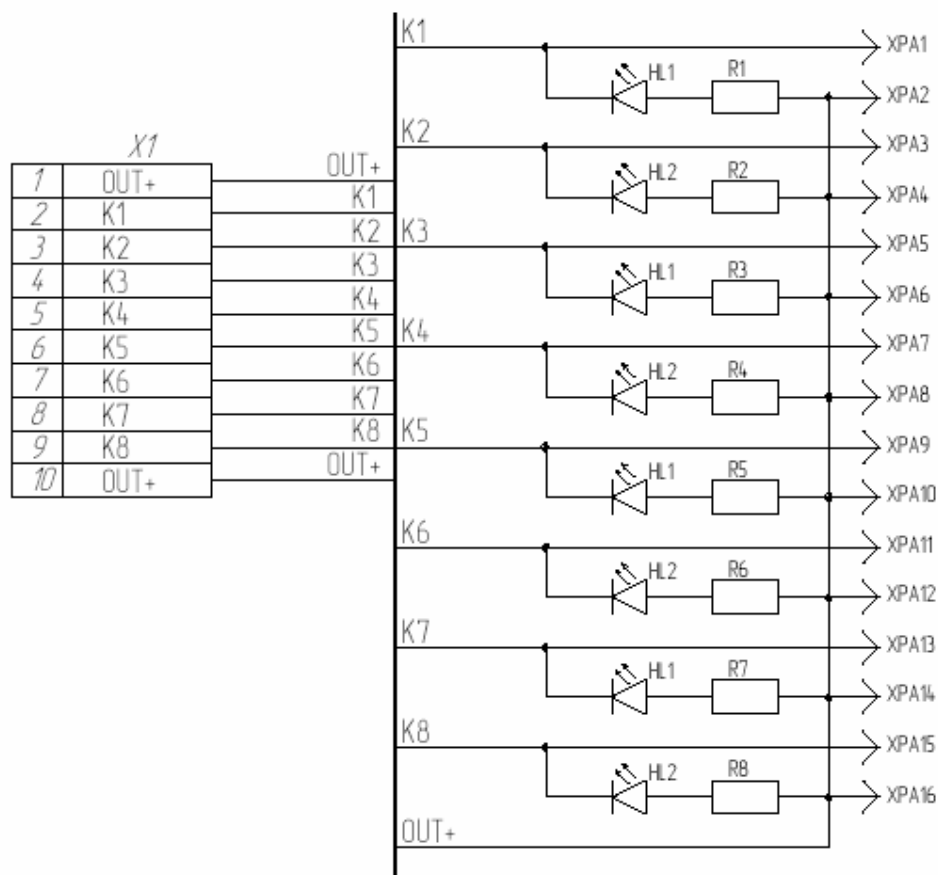 X1
1 OUT+
2 K1
3 K2
4 K3
5 K4
6 K5
7 K6
8 K7
9 K8
10 OUT+
OUT+
K1
K2
K3
K4
K5
K6
K7
K8
OUT+
K1 XPA1
HL1 R1 XPA2
K2 XPA3
HL2 R2 XPA4
K3 XPA5
HL1 R3 XPA6
K4 XPA7
HL2 R4 XPA8
K5 XPA9
HL1 R5 XPA10
K6 XPA11
HL2 R6 XPA12
K7 XPA13
HL1 R7 XPA14
K8 XPA15
HL2 R8 XPA16
OUT+